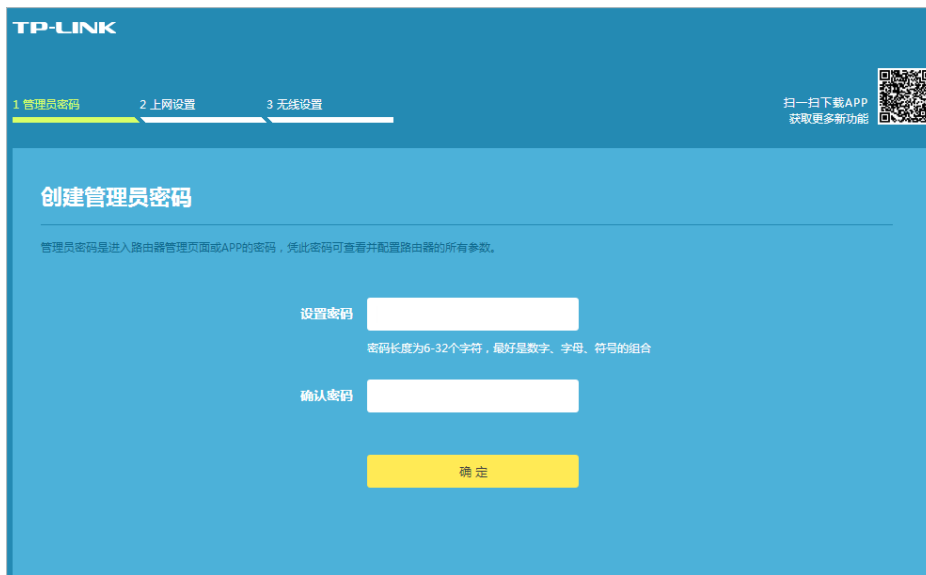 TP-LINK
1 管理员密码
2 上网设置
3 无线设置
扫一扫下载APP
获取更多新功能
创建管理员密码
管理员密码是进入路由器管理页面或APP的密码，凭此密码可查看并配置路由器的所有参数。
设置密码
密码长度为6-32个字符，最好是数字、字母、符号的组合
确认密码
确 定